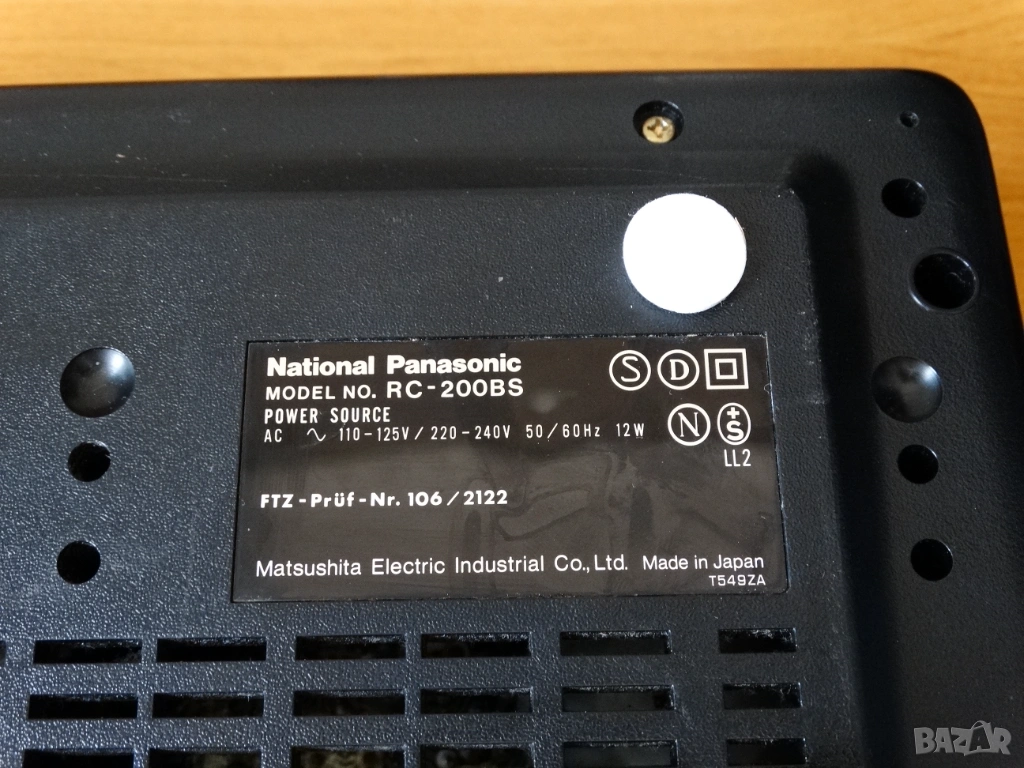 National Panasonic
MODEL NO. RC-200BS
POWER SOURCE
AC ∿ 110-125V/220-240V 50/60Hz 12W
S D
N +S
LL2
FTZ-Prüf-Nr. 106/2122
Matsushita Electric Industrial Co., Ltd. Made in Japan
T549ZA
BAZAR